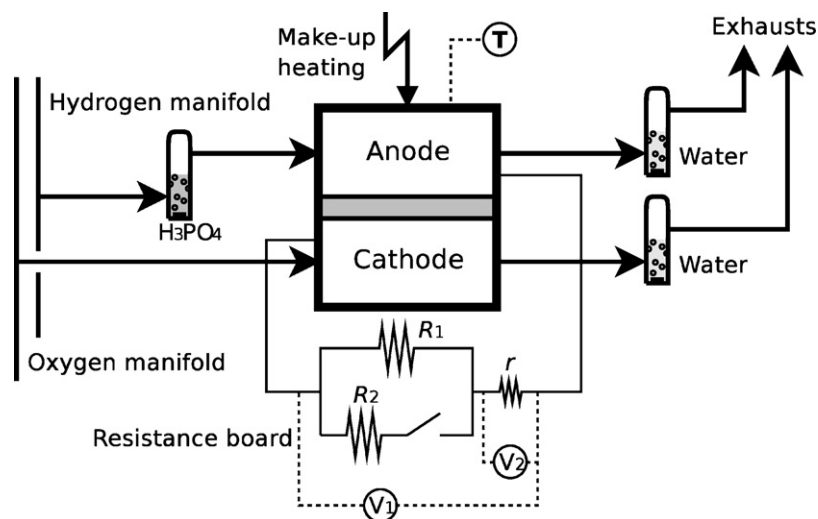 Make-up
heating
T
Exhausts
Hydrogen manifold
Anode
Water
H3PO4
Cathode
Water
Oxygen manifold
R1
R2
r
Resistance board
V2
V1